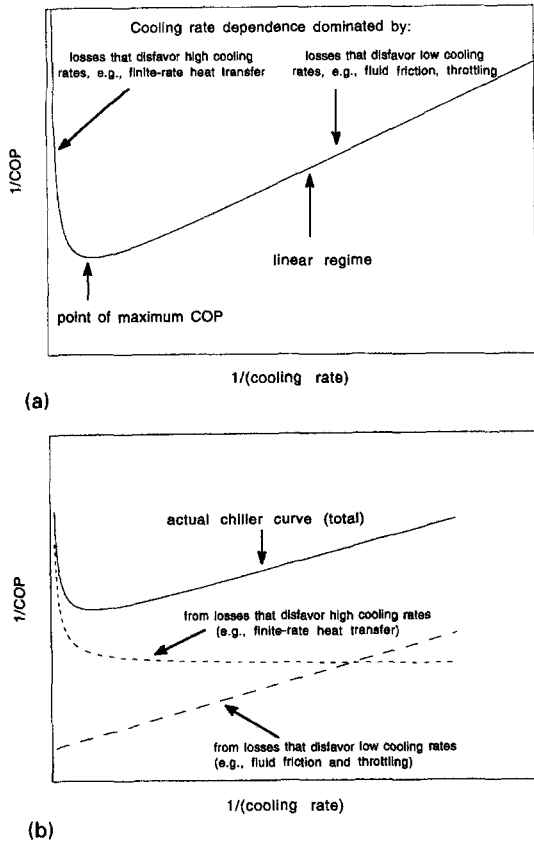 Cooling rate dependence dominated by:
losses that disfavor high cooling
rates, e.g., finite-rate heat transfer
losses that disfavor low cooling
rates, e.g., fluid friction, throttling
1/COP
linear regime
point of maximum COP
1/(cooling rate)
(a)
actual chiller curve (total)
from losses that disfavor high cooling rates
(e.g., finite-rate heat transfer)
1/COP
from losses that disfavor low cooling rates
(e.g., fluid friction and throttling)
1/(cooling rate)
(b)